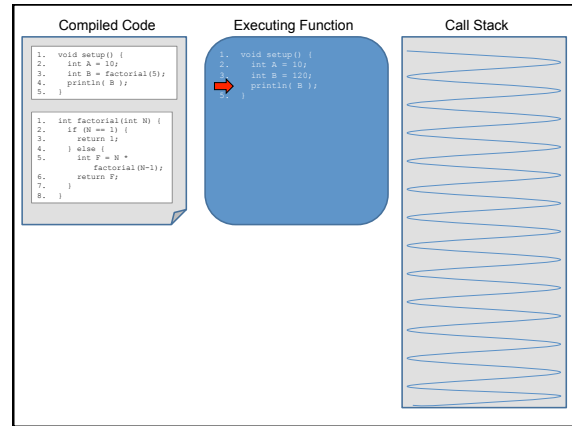 Compiled Code
1. void setup() {
2. int A = 10;
3. int B = factorial(5);
4. println( B );
5. }
1. int factorial(int N) {
2. if (N == 1) {
3. return 1;
4. } else {
5. int F = N *
factorial(N-1);
6. return F;
7. }
8. }
Executing Function
1. void setup() {
2. int A = 10;
3. int B = 120;
println( B );
5. }
Call Stack